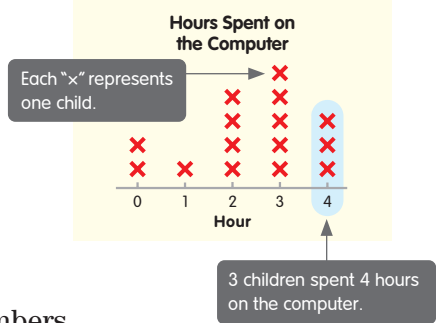 Hours Spent on
the Computer
Each "×" represents
one child.
0 1 2 3 4
Hour
3 children spent 4 hours
on the computer.